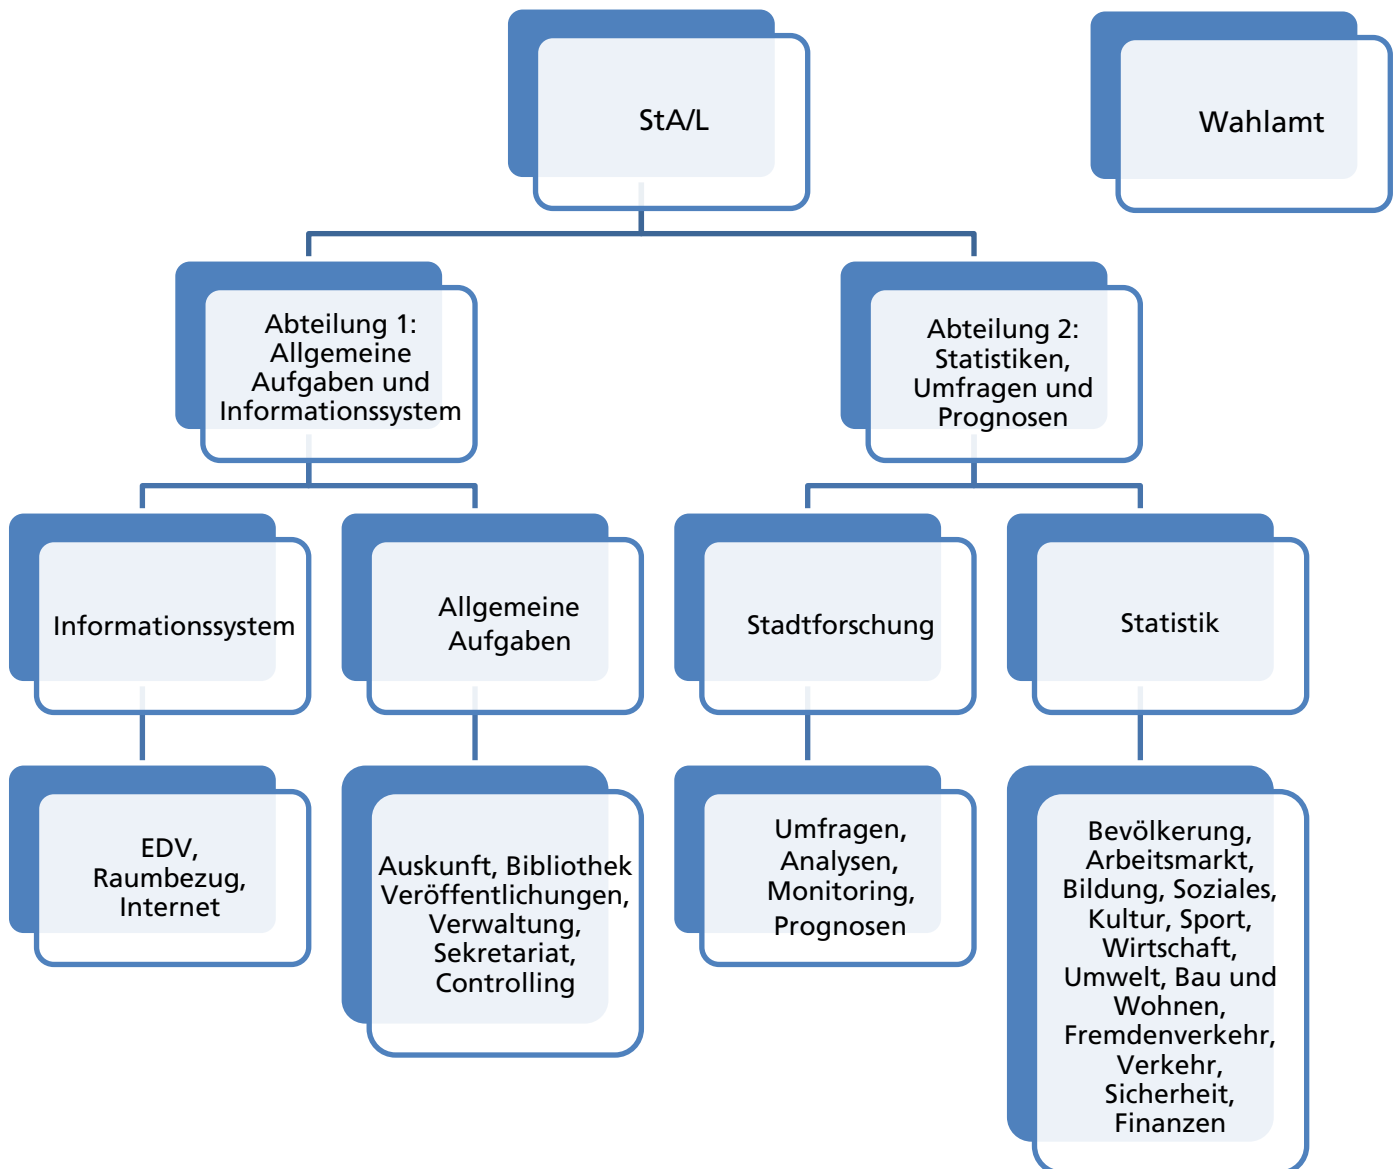 StA/L
Wahlamt
Abteilung 1:
Allgemeine
Aufgaben und
Informationssystem
Abteilung 2:
Statistiken,
Umfragen und
Prognosen
Informationssystem
Allgemeine
Aufgaben
Stadtforschung
Statistik
EDV,
Raumbezug,
Internet
Auskunft, Bibliothek
Veröffentlichungen,
Verwaltung,
Sekretariat,
Controlling
Umfragen,
Analysen,
Monitoring,
Prognosen
Bevölkerung,
Arbeitsmarkt,
Bildung, Soziales,
Kultur, Sport,
Wirtschaft,
Umwelt, Bau und
Wohnen,
Fremdenverkehr,
Verkehr,
Sicherheit,
Finanzen